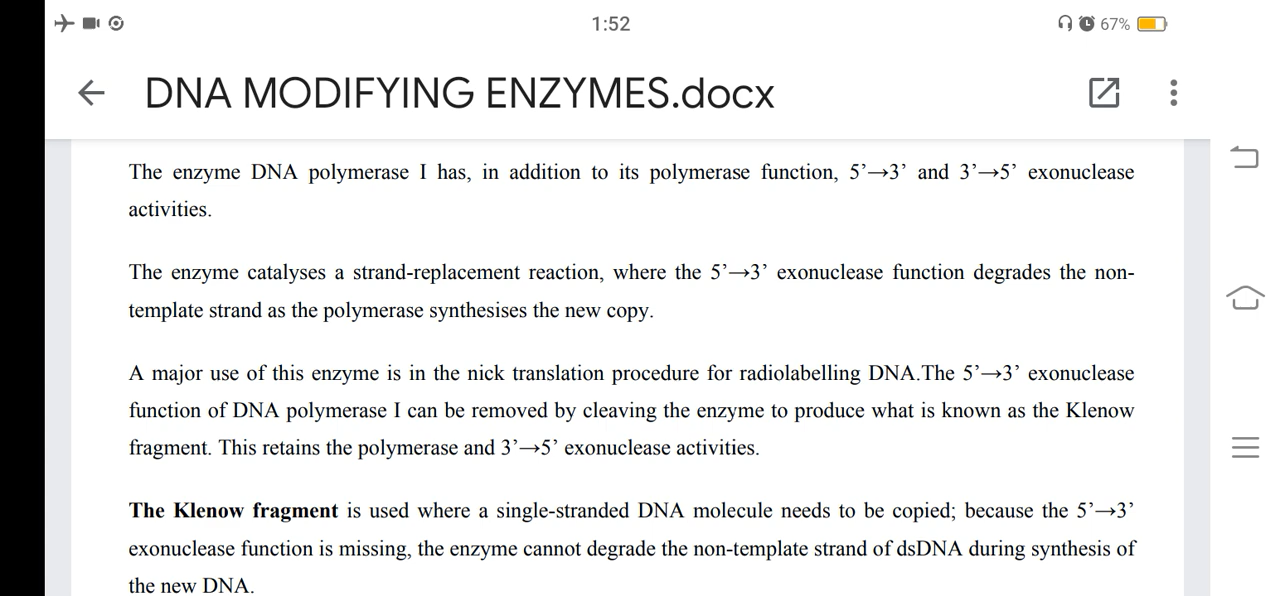 1:52
67%
DNA MODIFYING ENZYMES.docx
The enzyme DNA polymerase I has, in addition to its polymerase function, 5’→3’ and 3’→5’ exonuclease
activities.
The enzyme catalyses a strand-replacement reaction, where the 5’→3’ exonuclease function degrades the non-
template strand as the polymerase synthesises the new copy.
A major use of this enzyme is in the nick translation procedure for radiolabelling DNA.The 5’→3’ exonuclease
function of DNA polymerase I can be removed by cleaving the enzyme to produce what is known as the Klenow
fragment. This retains the polymerase and 3’→5’ exonuclease activities.
The Klenow fragment is used where a single-stranded DNA molecule needs to be copied; because the 5’→3’
exonuclease function is missing, the enzyme cannot degrade the non-template strand of dsDNA during synthesis of
the new DNA.